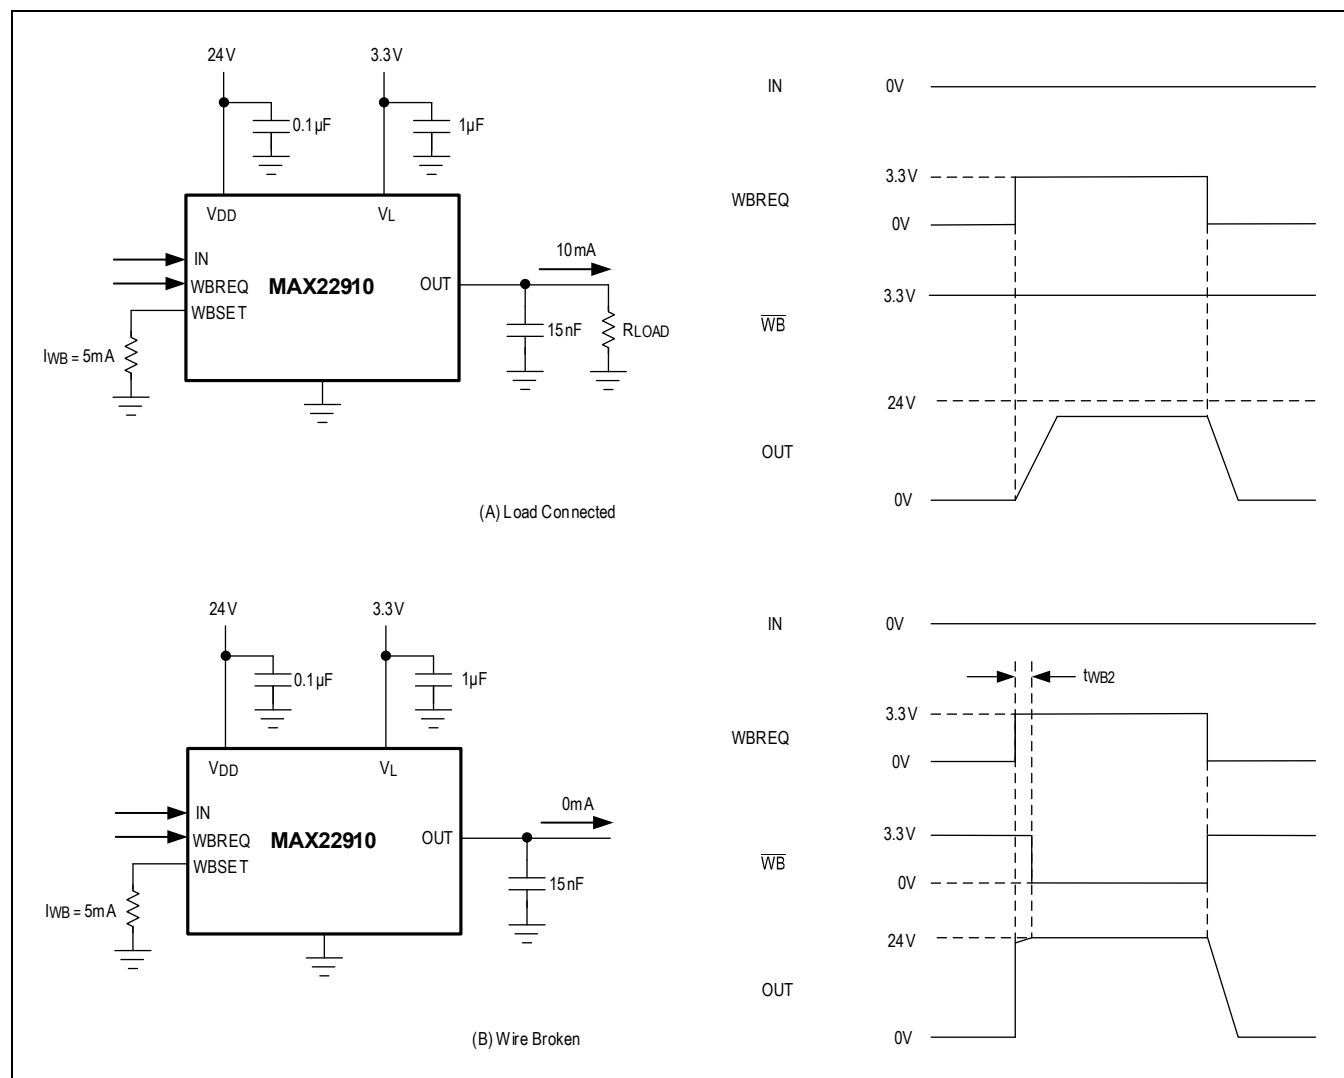 24V
3.3V
0.1µF
1µF
VDD
VL
IN
WBREQ
WBSET
MAX22910
OUT
10mA
15nF
RLOAD
IWB = 5mA
(A) Load Connected
IN
0V
WBREQ
3.3V
0V
WB
3.3V
OUT
24V
0V
24V
3.3V
0.1µF
1µF
VDD
VL
IN
WBREQ
WBSET
MAX22910
OUT
0mA
15nF
IWB = 5mA
(B) Wire Broken
IN
0V
tWB2
WBREQ
3.3V
0V
WB
3.3V
0V
OUT
24V
0V